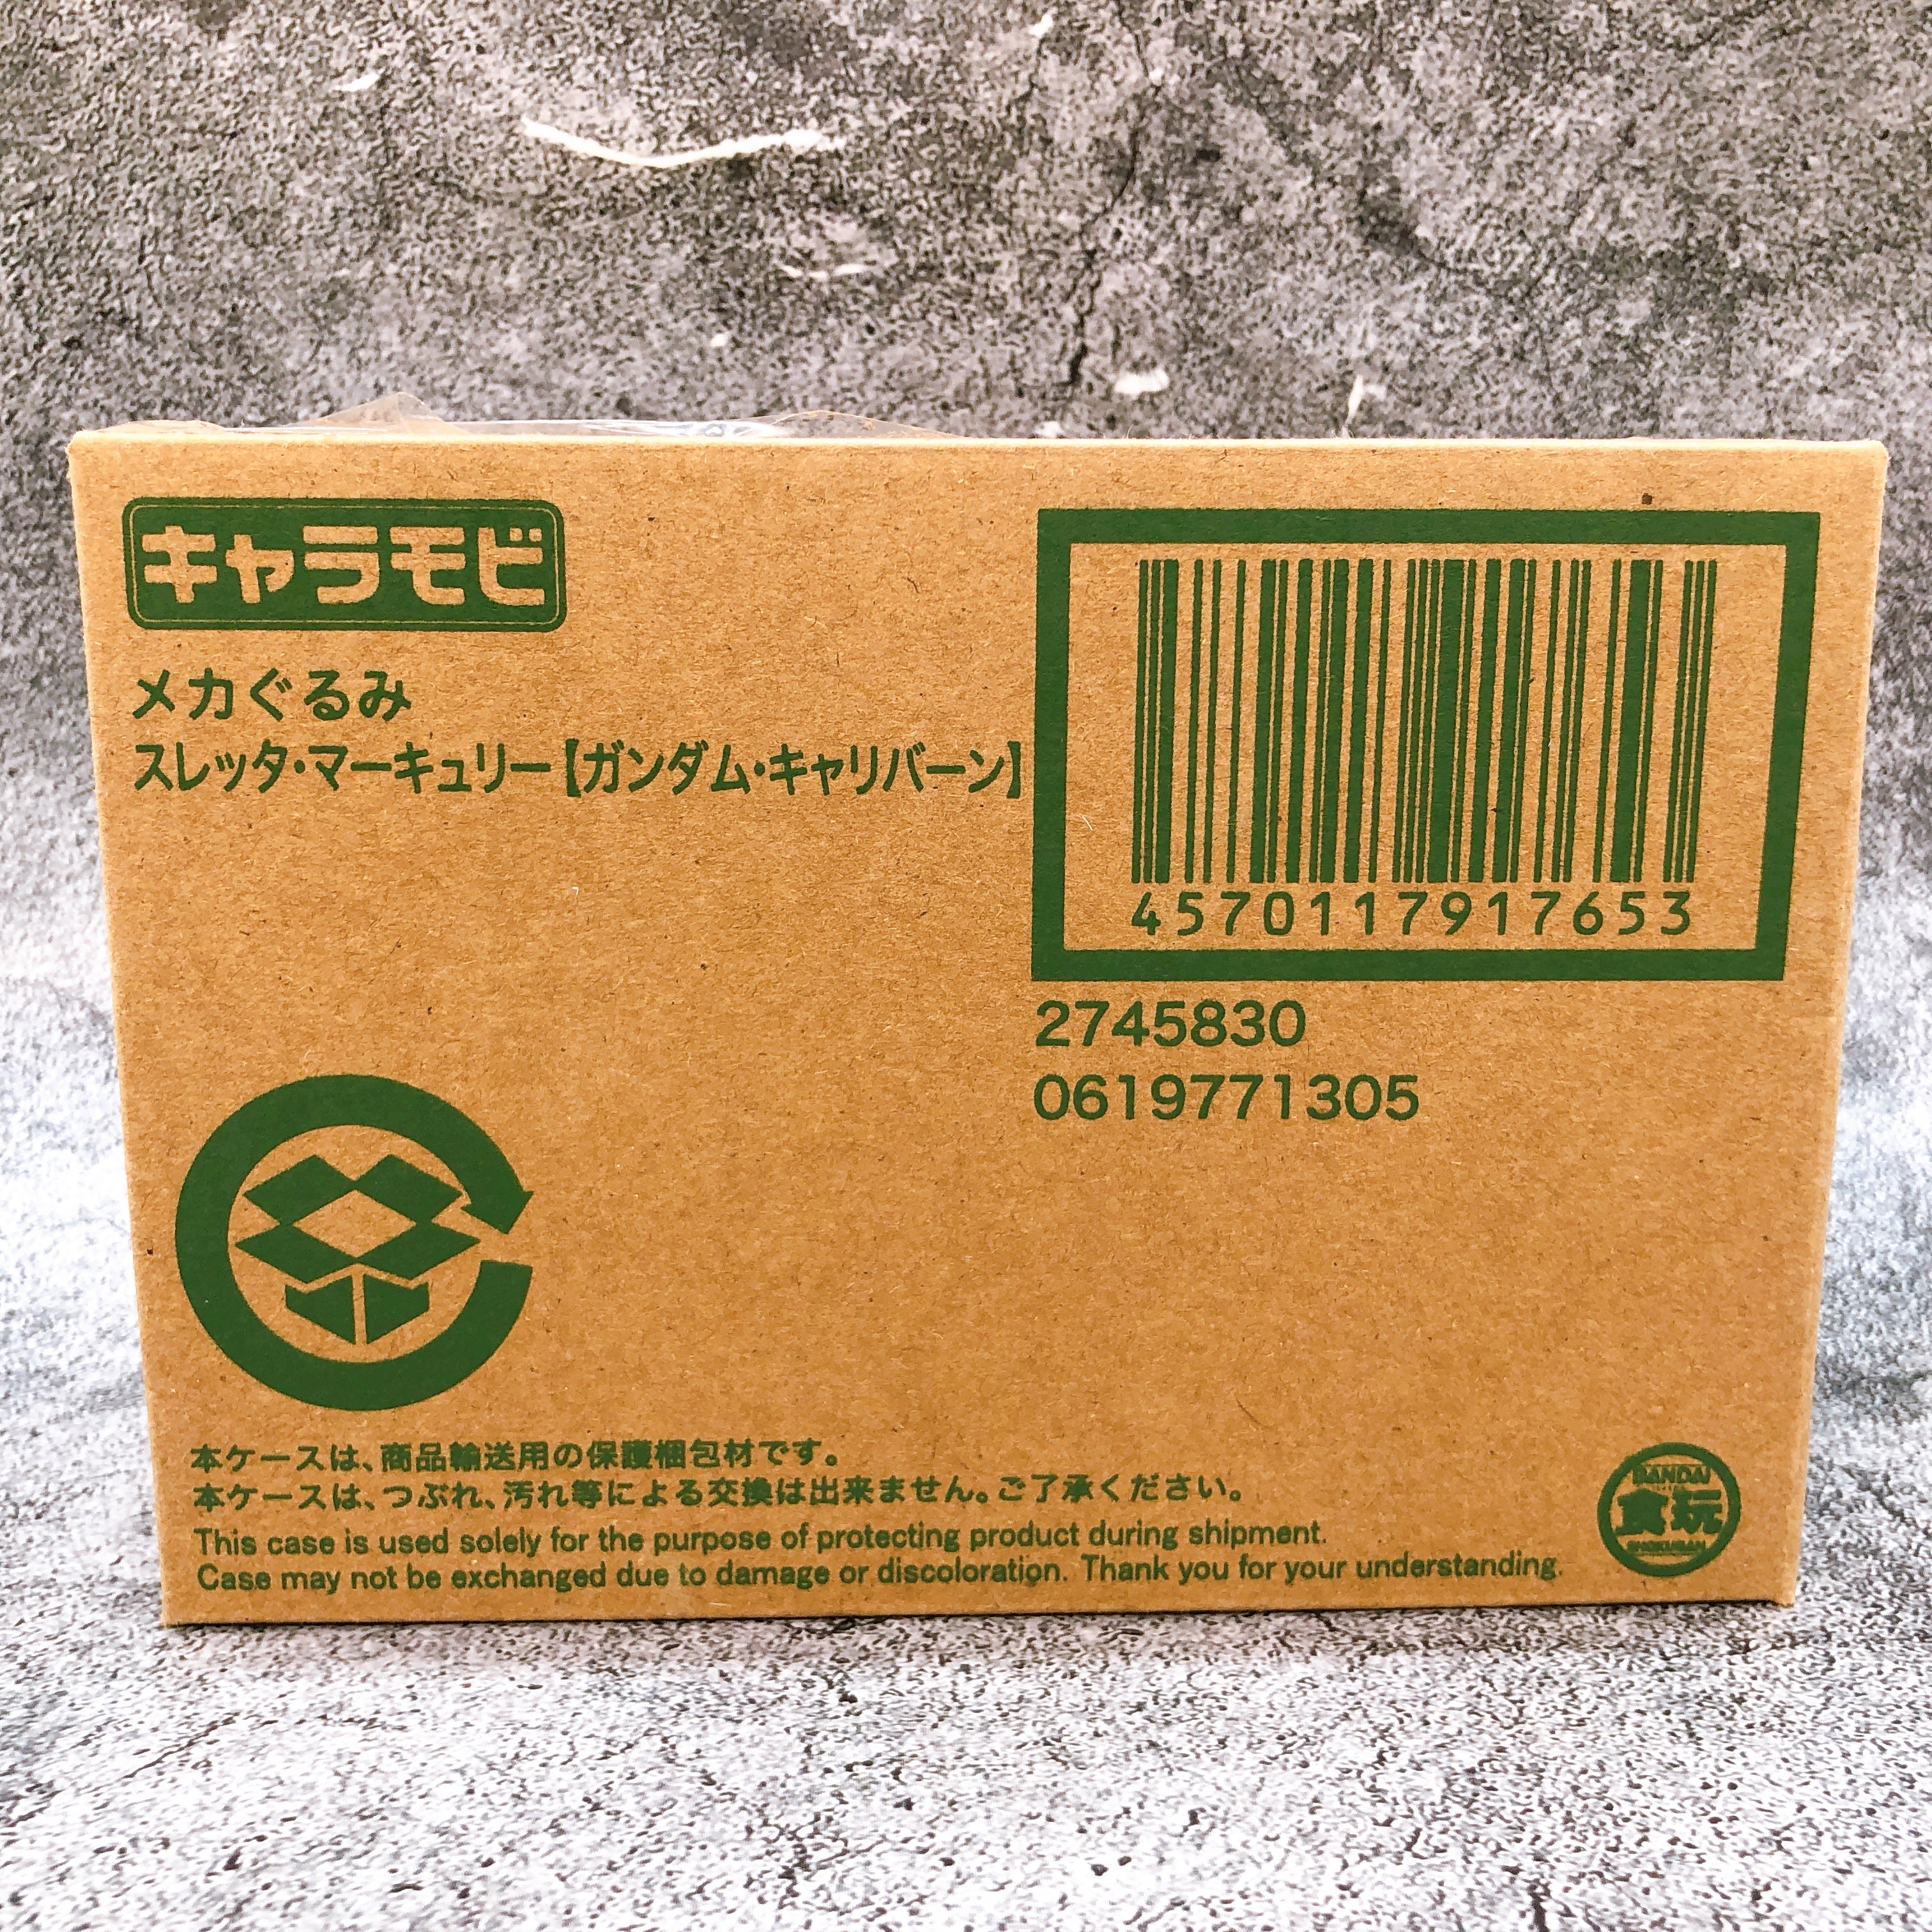 キャラモビ
メカぐるみ
スレッタ・マーキュリー【ガンダム・キャリバーン】
4570117917653
2745830
0619771305
本ケースは、商品輸送用の保護梱包材です。
本ケースは、つぶれ、汚れ等による交換は出来ません。ご了承ください。
This case is used solely for the purpose of protecting product during shipment.
Case may not be exchanged due to damage or discoloration. Thank you for your understanding.
BANDAI
食玩
SHOKUGAN